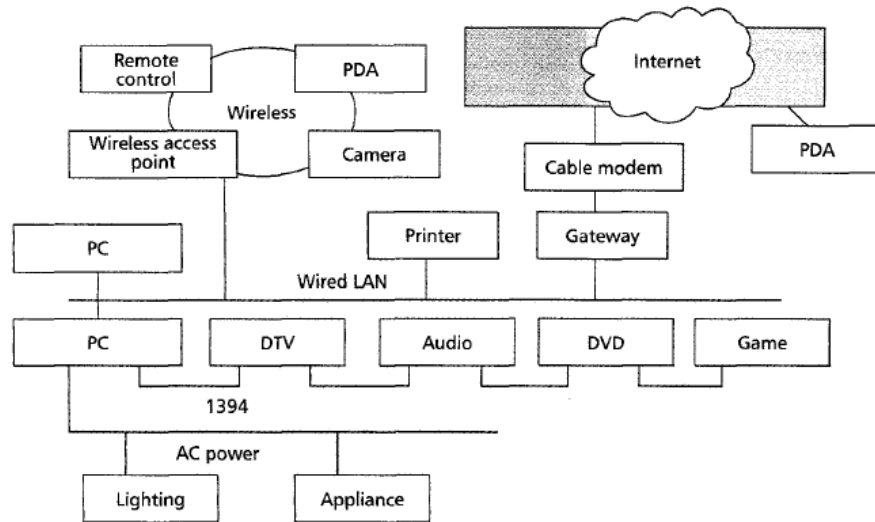 Remote
control
PDA
Internet
Wireless
Wireless access
point
Camera
Cable modem
PDA
PC
Printer
Gateway
Wired LAN
PC
DTV
Audio
DVD
Game
1394
AC power
Lighting
Appliance